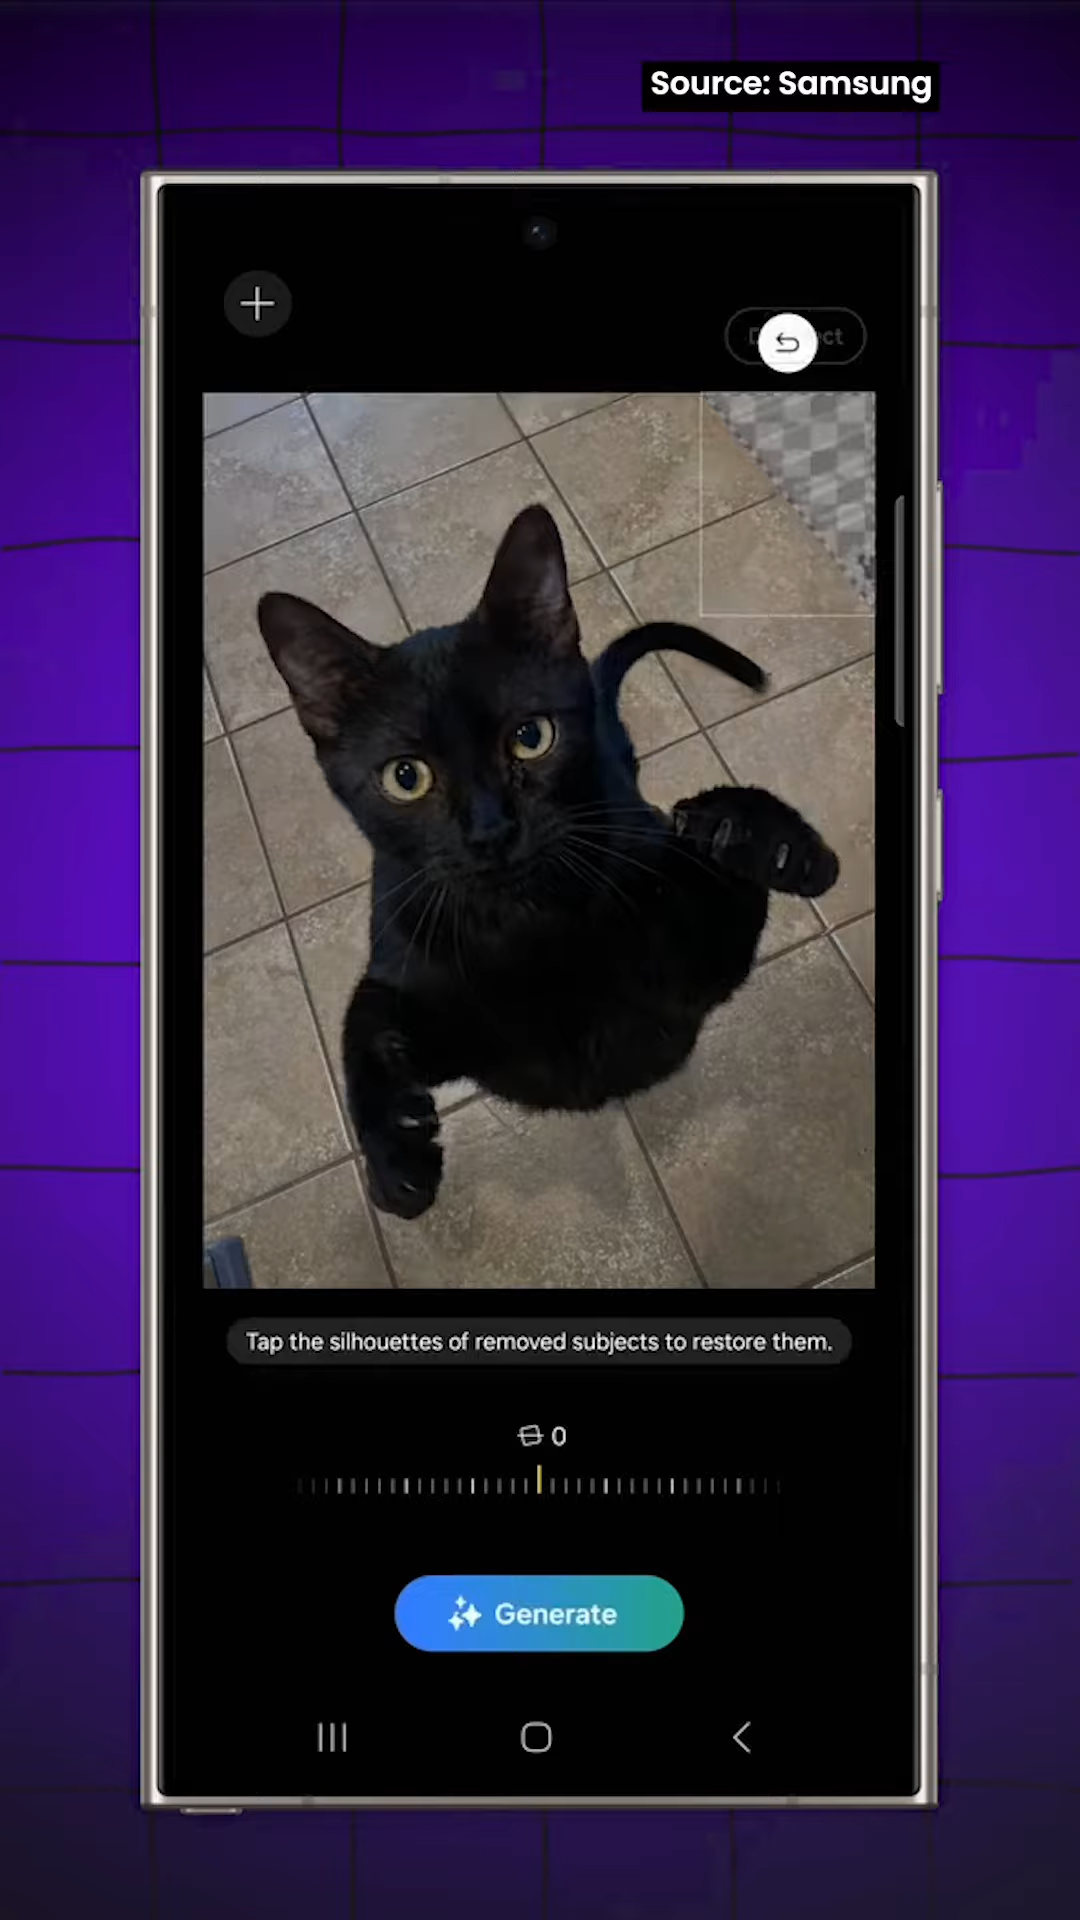 Source: Samsung
Tap the silhouettes of removed subjects to restore them.
0
Generate